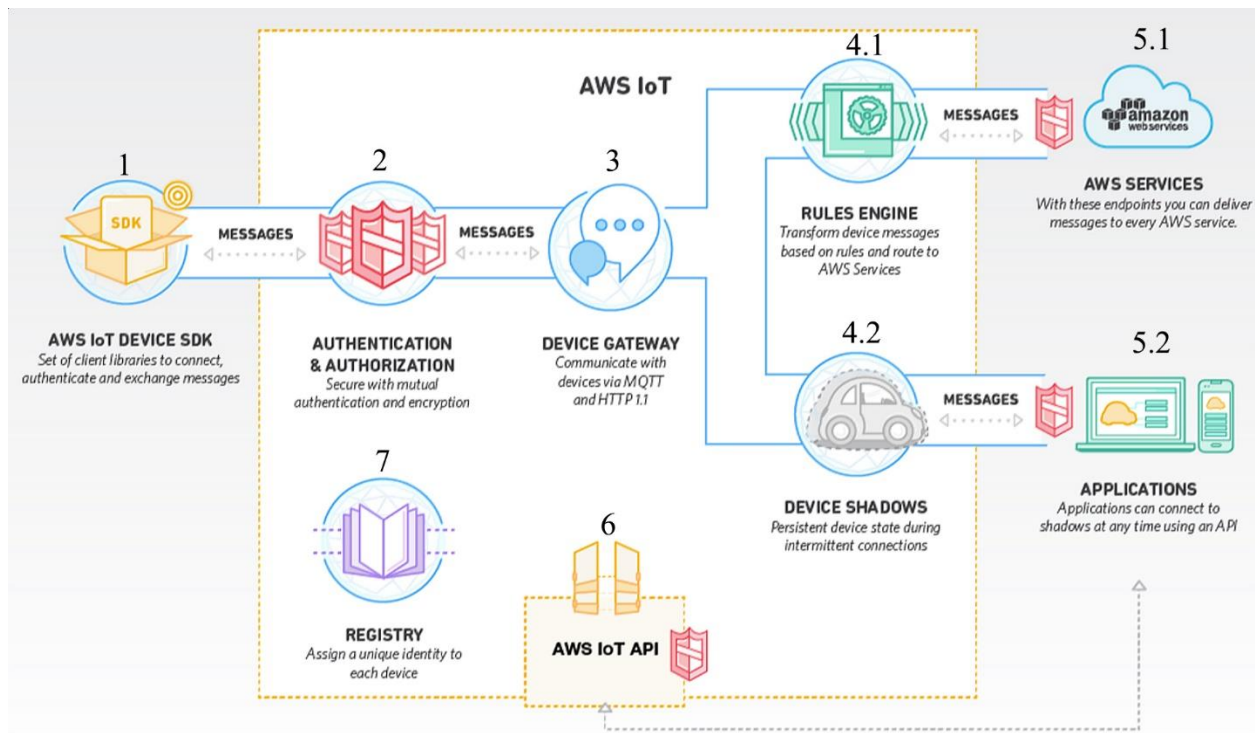 AWS IoT
1
SDK
MESSAGES
AWS IoT DEVICE SDK
Set of client libraries to connect,
authenticate and exchange messages
2
AUTHENTICATION
& AUTHORIZATION
Secure with mutual
authentication and encryption
MESSAGES
3
DEVICE GATEWAY
Communicate with
devices via MQTT
and HTTP 1.1
4.1
RULES ENGINE
Transform device messages
based on rules and route to
AWS Services
MESSAGES
5.1
amazon
webservices
AWS SERVICES
With these endpoints you can deliver
messages to every AWS service.
4.2
DEVICE SHADOWS
Persistent device state during
intermittent connections
MESSAGES
5.2
APPLICATIONS
Applications can connect to
shadows at any time using an API
7
REGISTRY
Assign a unique identity to
each device
6
AWS IoT API